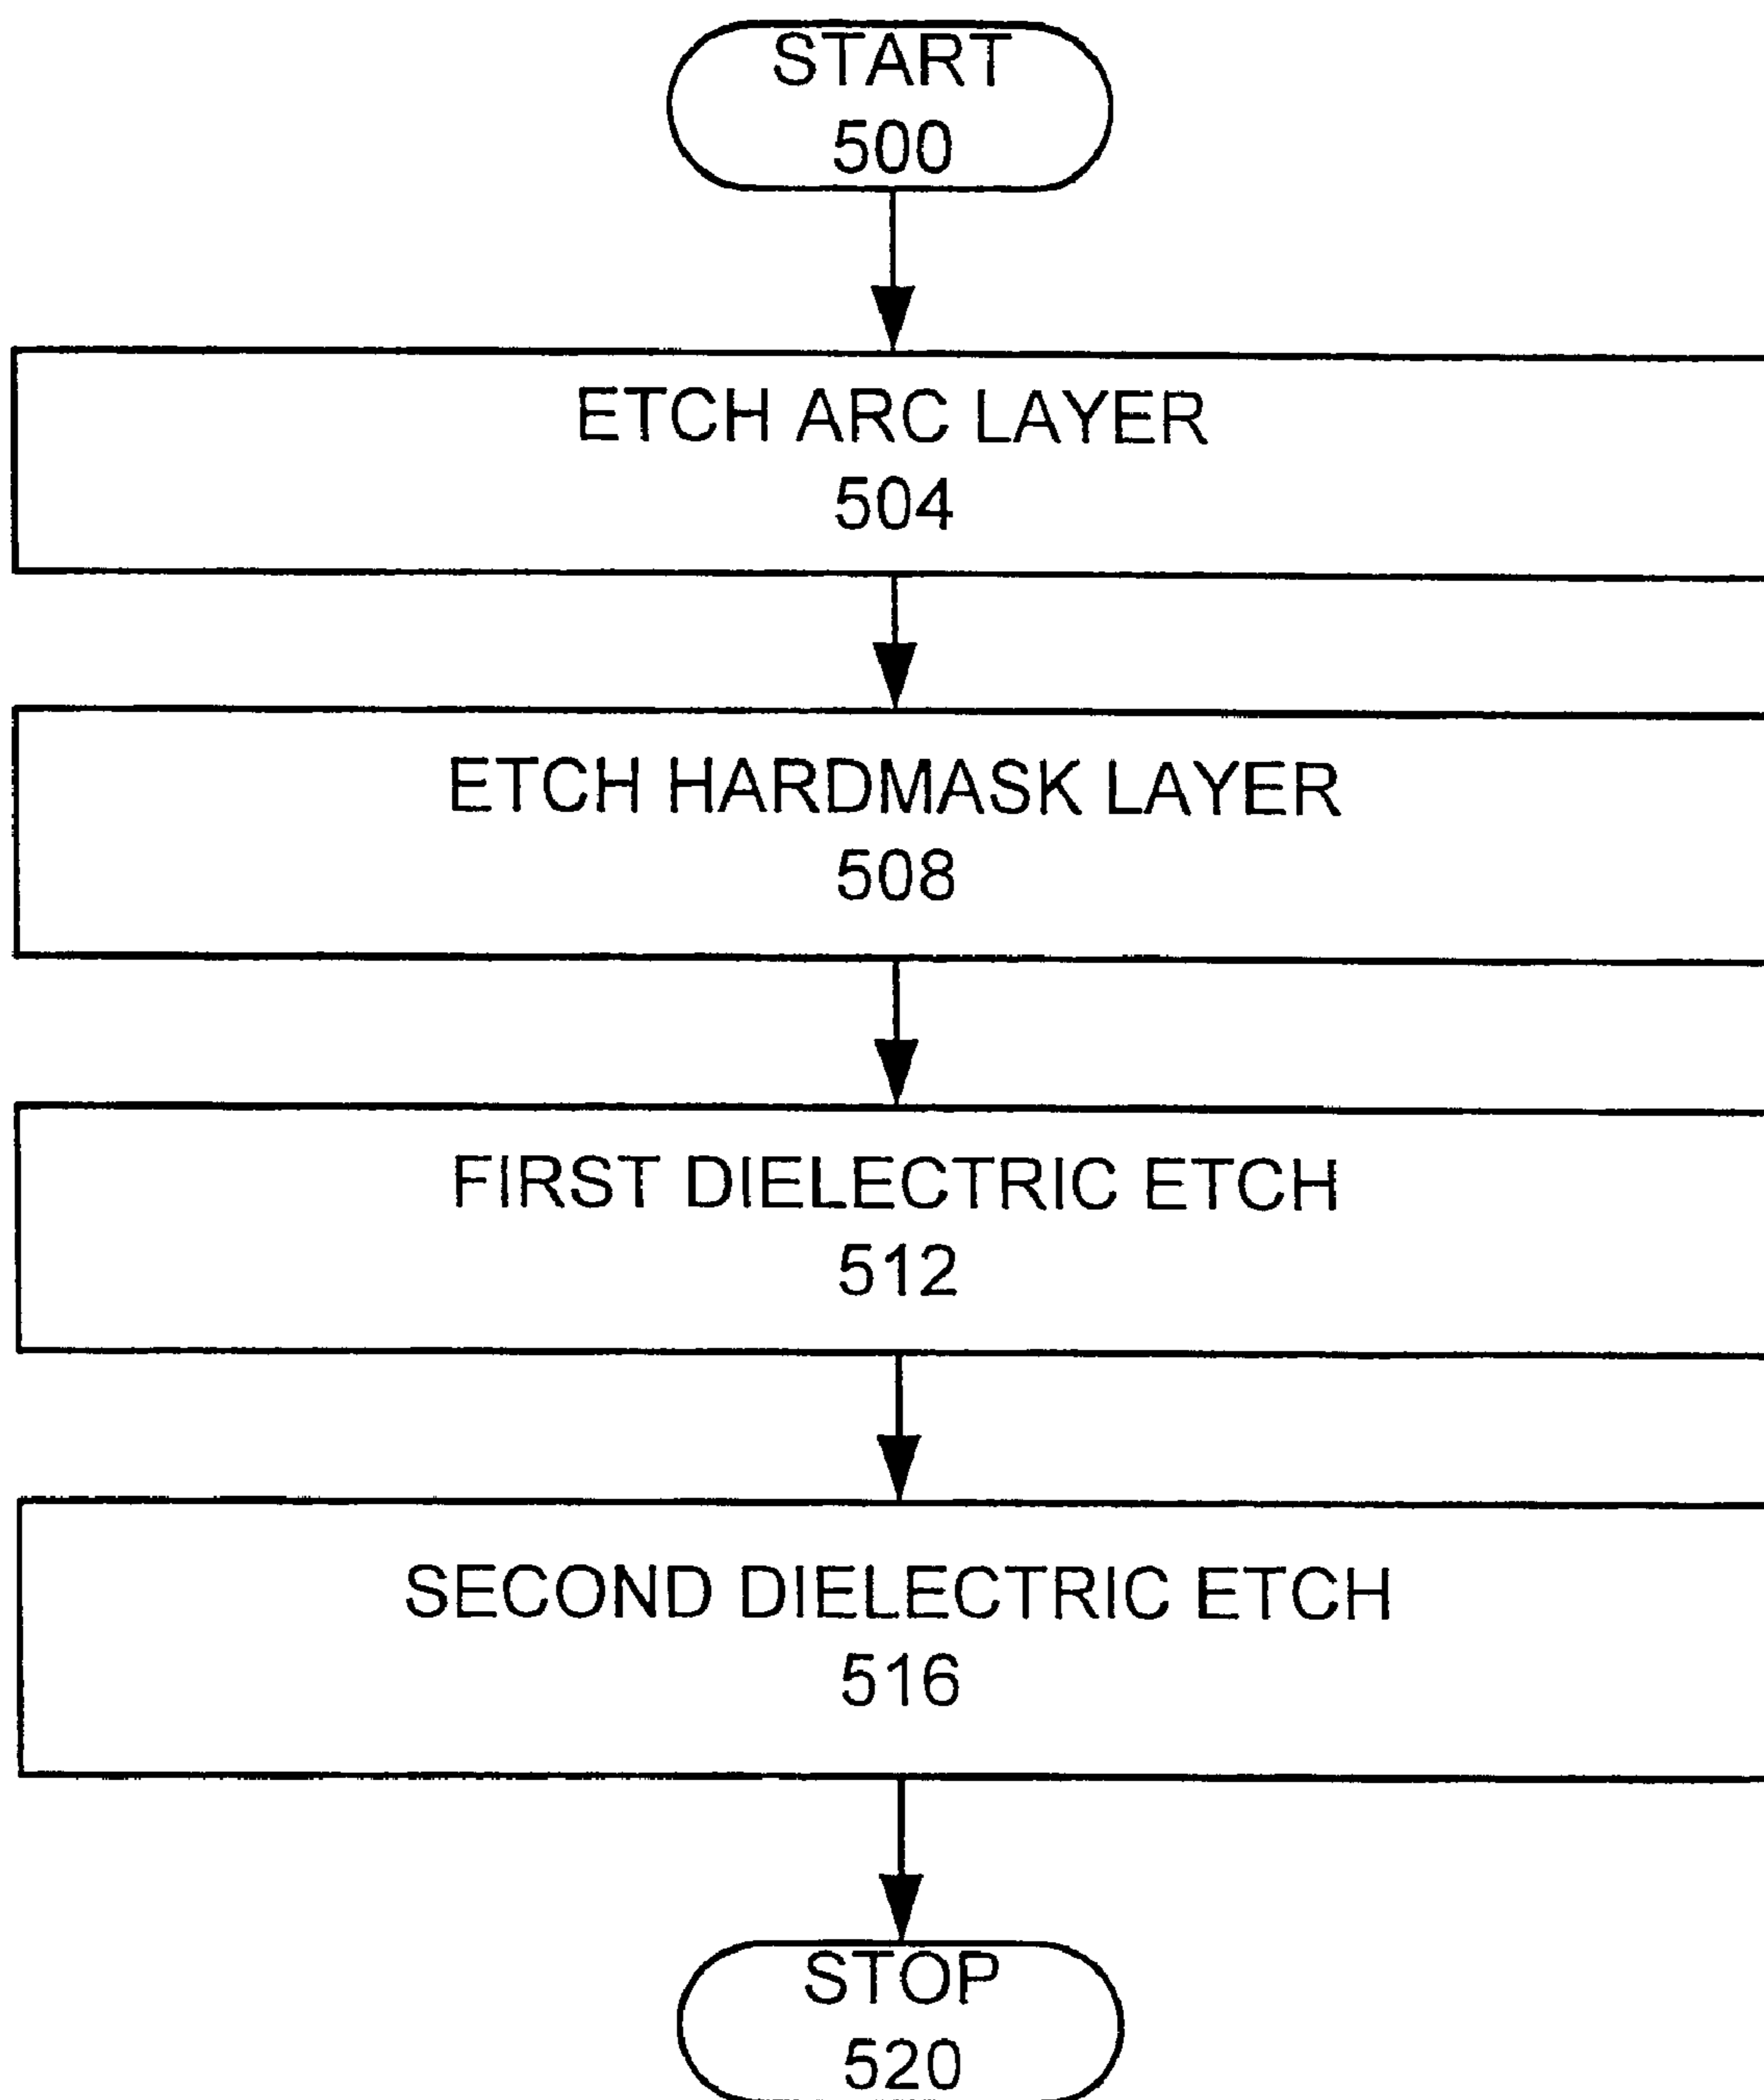 START
500
ETCH ARC LAYER
504
ETCH HARDMASK LAYER
508
FIRST DIELECTRIC ETCH
512
SECOND DIELECTRIC ETCH
516
STOP
520